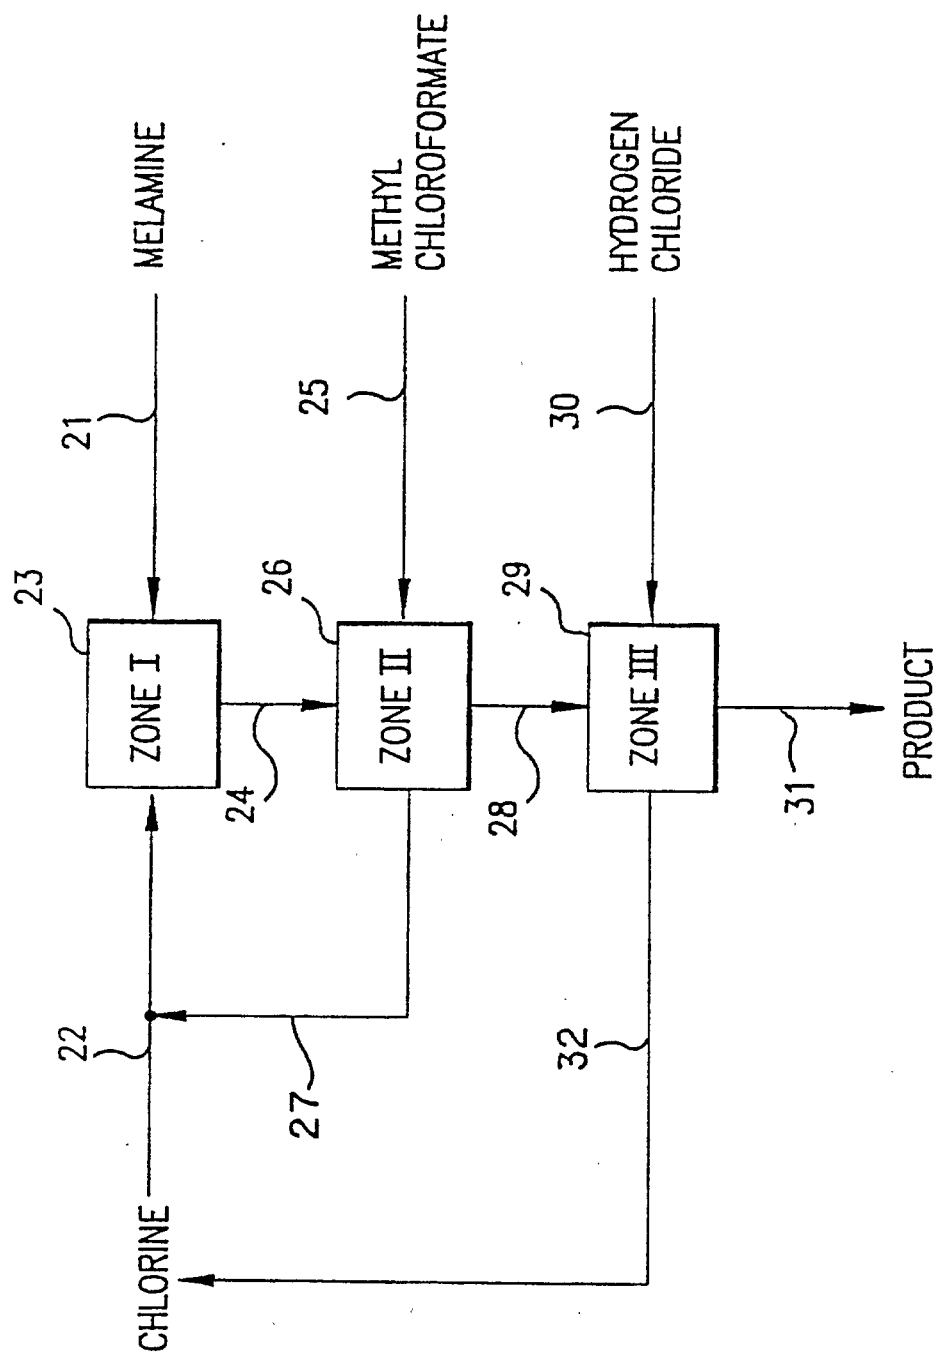 MELAMINE
METHYL
CHLOROFORMATE
HYDROGEN
CHLORIDE
21
25
30
23
26
29
ZONE I
ZONE II
ZONE III
24
28
31
PRODUCT
22
27
32
CHLORINE